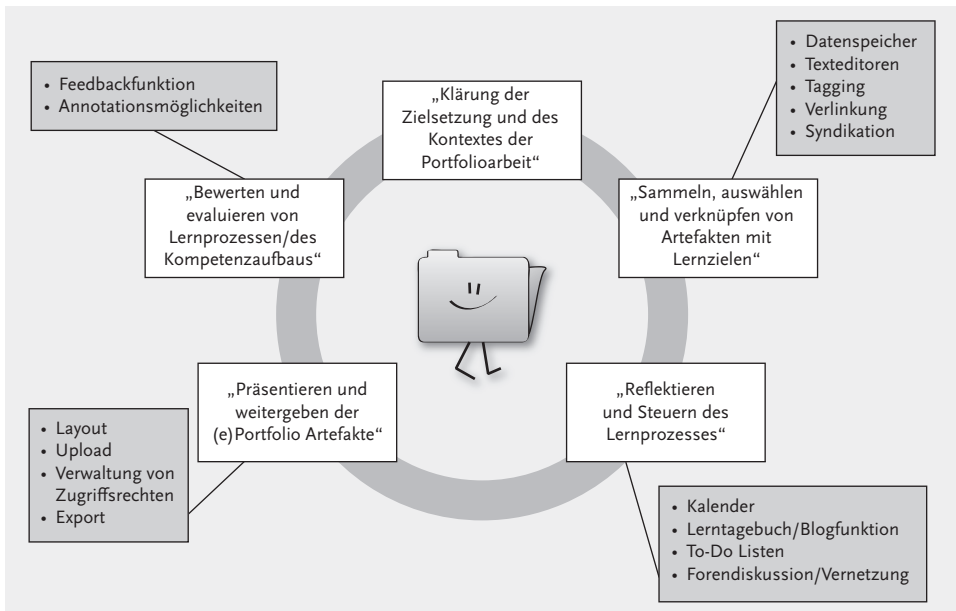 • Feedbackfunktion
• Annotationsmöglichkeiten
„Klärung der
Zielsetzung und des
Kontextes der
Portfolioarbeit“
• Datenspeicher
• Texteditoren
• Tagging
• Verlinkung
• Syndikation
„Bewerten und
evaluieren von
Lernprozessen/des
Kompetenzaufbaus“
„Sammeln, auswählen
und verknüpfen von
Artefakten mit
Lernzielen“
„Präsentieren und
weitergeben der
(e)Portfolio Artefakte“
„Reflektieren
und Steuern des
Lernprozesses“
• Layout
• Upload
• Verwaltung von
Zugriffsrechten
• Export
• Kalender
• Lerntagebuch/Blogfunktion
• To-Do Listen
• Forendiskussion/Vernetzung